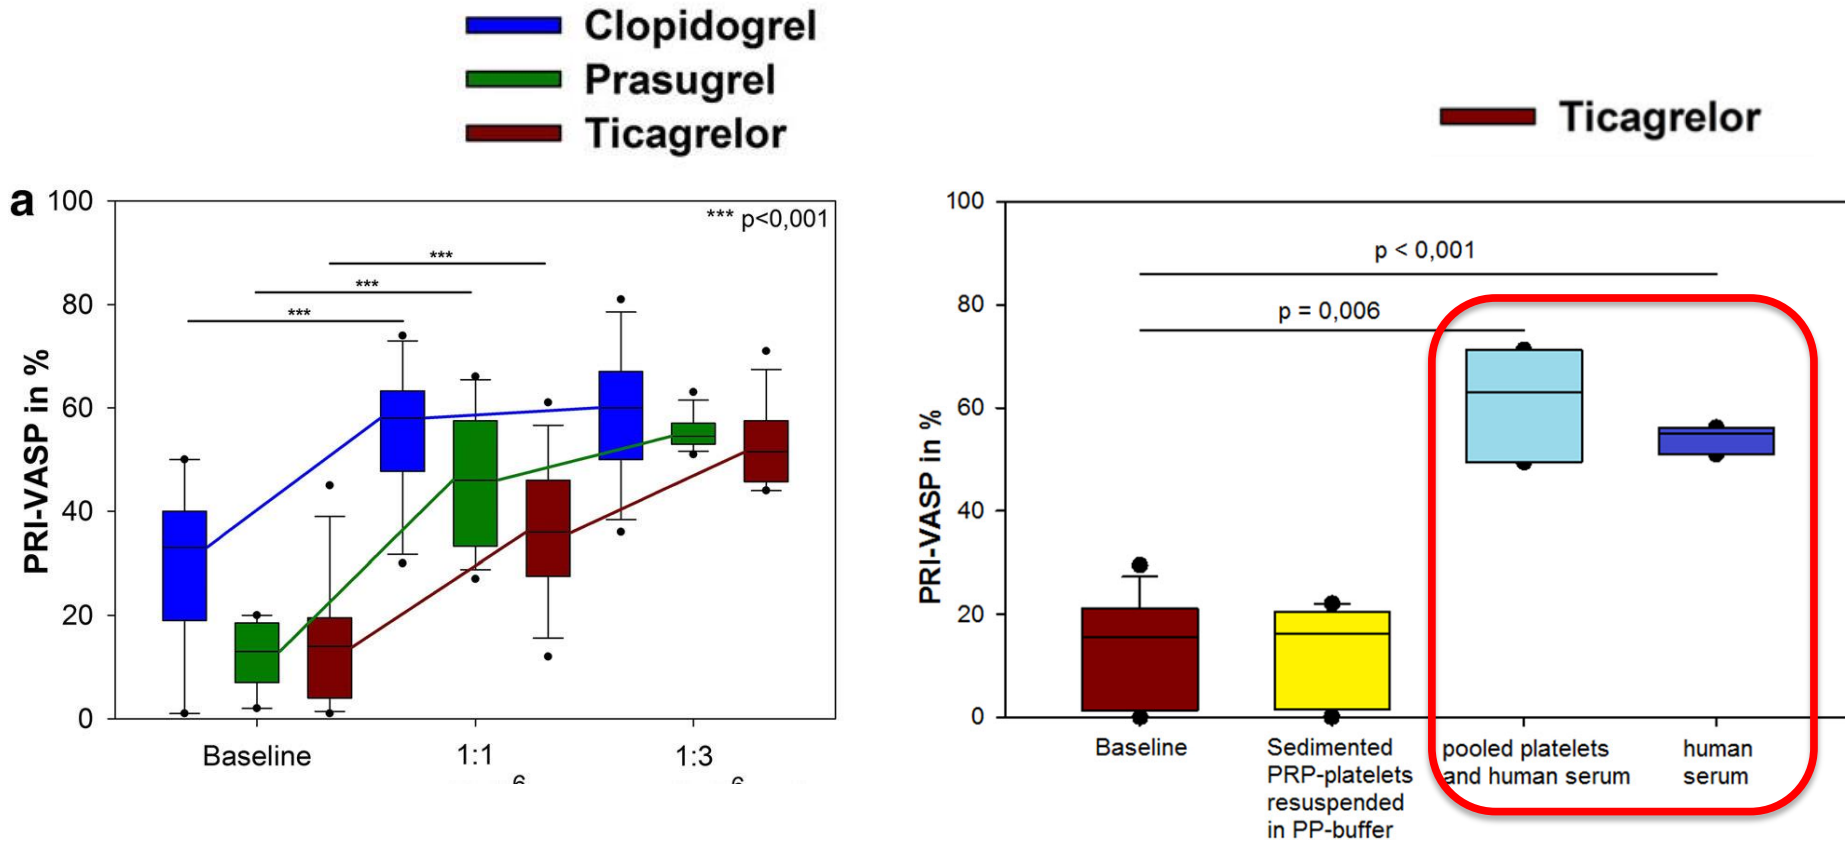 Clopidogrel
Prasugrel
Ticagrelor
a
100
80
60
40
20
0
PRI-VASP in %
*** p<0,001
***
***
***
Baseline
1:1
1:3
6
Ticagrelor
100
80
60
40
20
0
PRI-VASP in %
p < 0,001
p = 0,006
Baseline
Sedimented
PRP-platelets
resuspended
in PP-buffer
pooled platelets
and human serum
human
serum